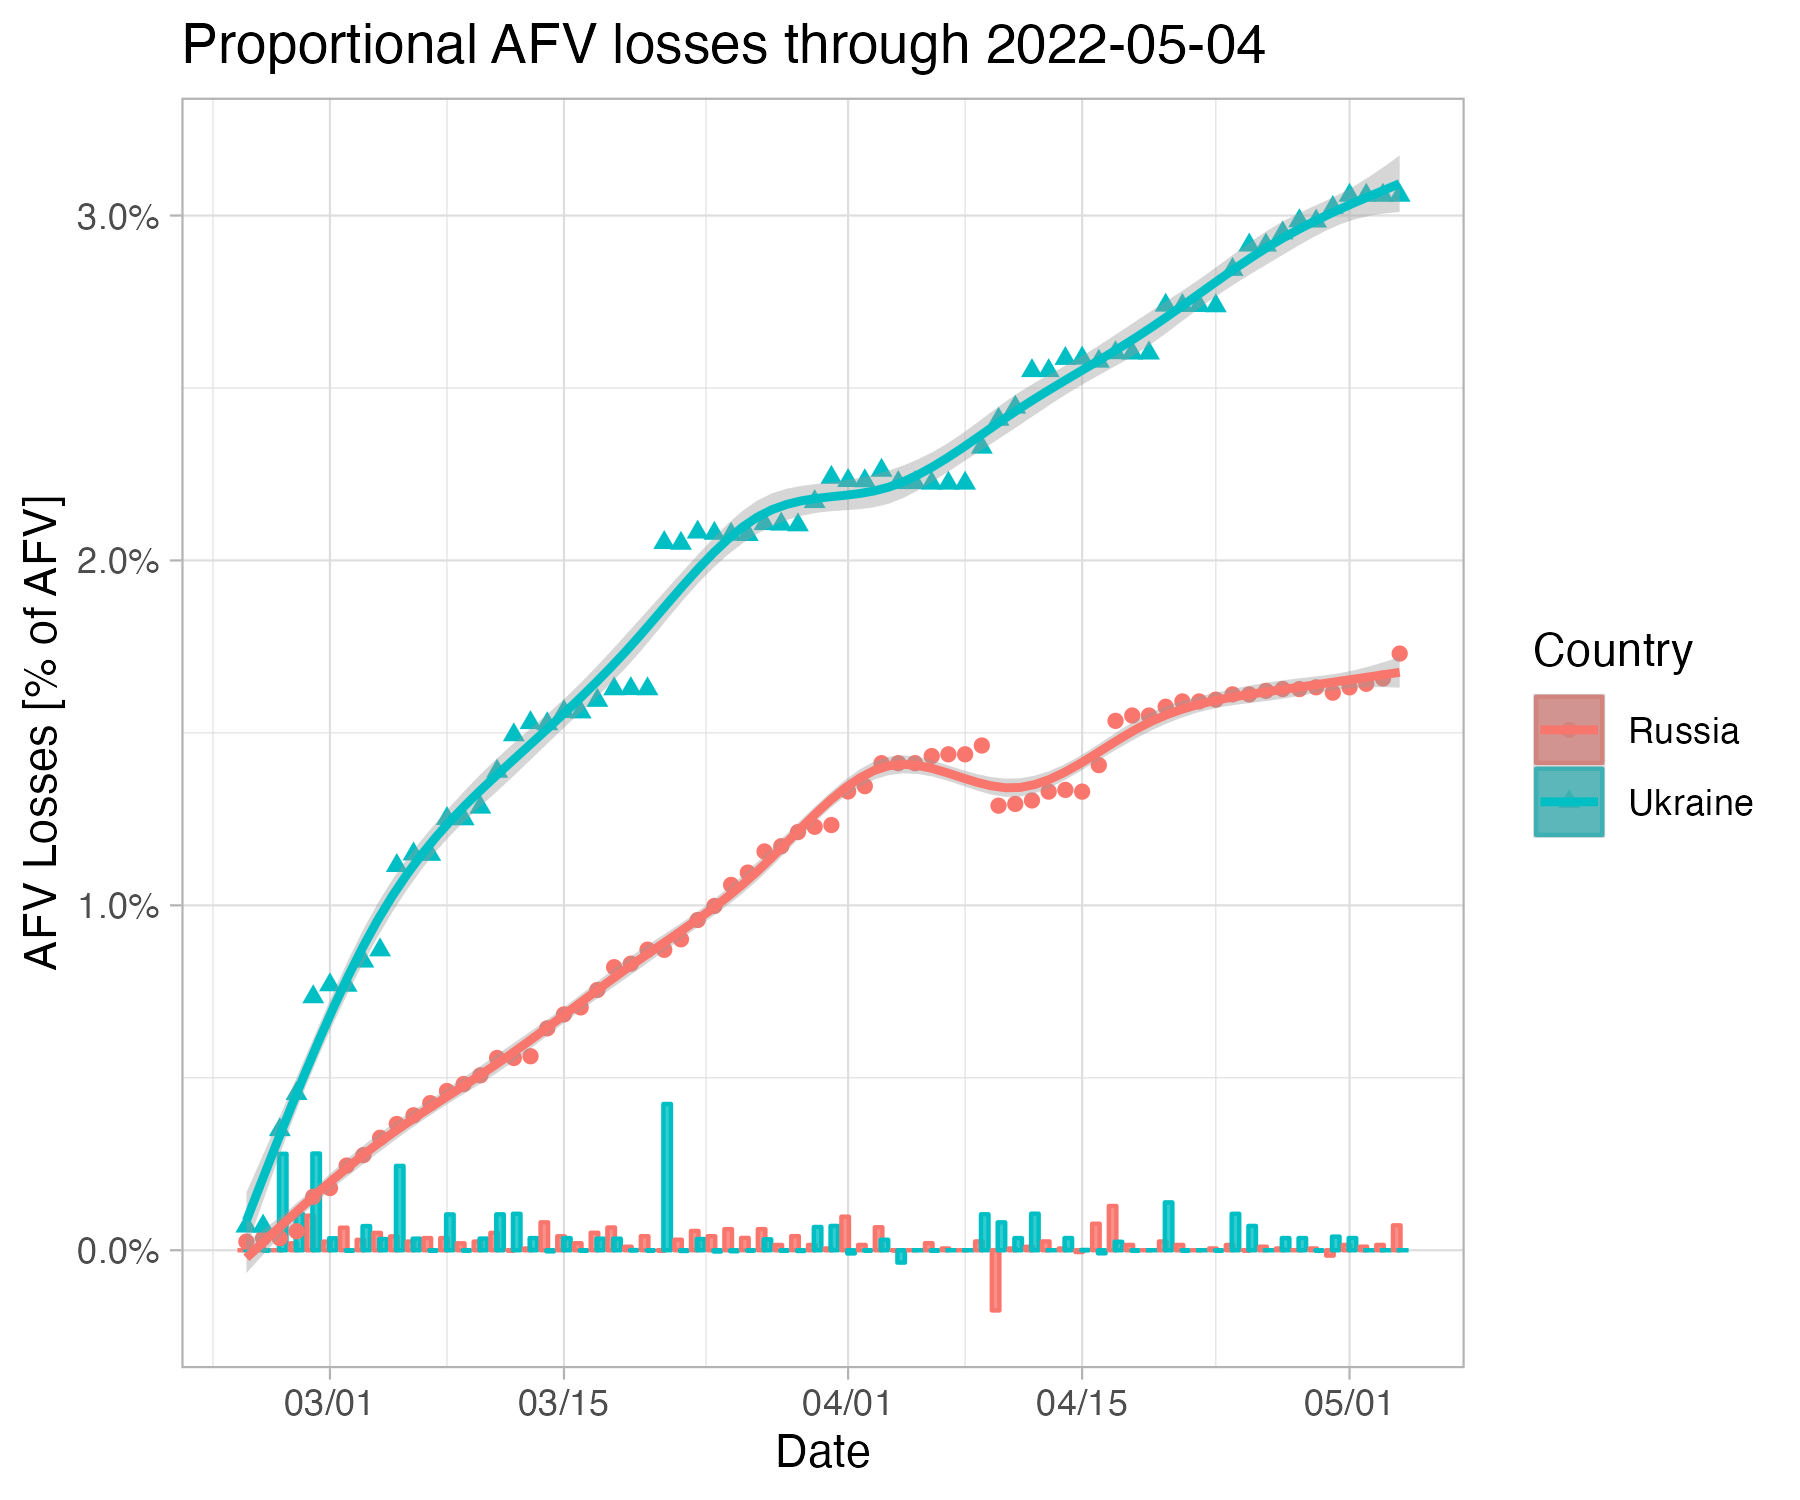 Proportional AFV losses through 2022-05-04
AFV Losses [% of AFV]
3.0%
2.0%
1.0%
0.0%
03/01
03/15
04/01
04/15
05/01
Date
Country
Russia
Ukraine